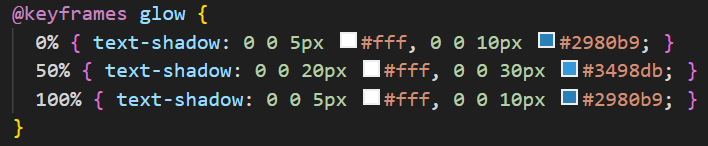 @keyframes glow {
  0% { text-shadow: 0 0 5px #fff, 0 0 10px #2980b9; }
  50% { text-shadow: 0 0 20px #fff, 0 0 30px #3498db; }
  100% { text-shadow: 0 0 5px #fff, 0 0 10px #2980b9; }
}